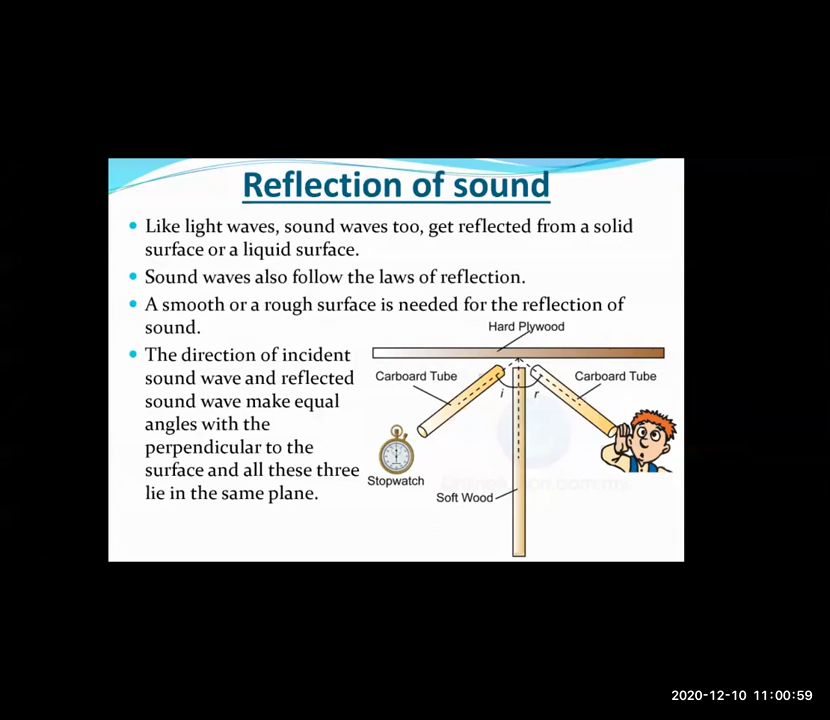 Reflection of sound
Like light waves, sound waves too, get reflected from a solid
surface or a liquid surface.
Sound waves also follow the laws of reflection.
A smooth or a rough surface is needed for the reflection of
sound.
The direction of incident
sound wave and reflected
sound wave make equal
angles with the
perpendicular to the
surface and all these three
lie in the same plane.
Hard Plywood
Carboard Tube
Carboard Tube
i
r
Stopwatch
Soft Wood
2020-12-10 11:00:59